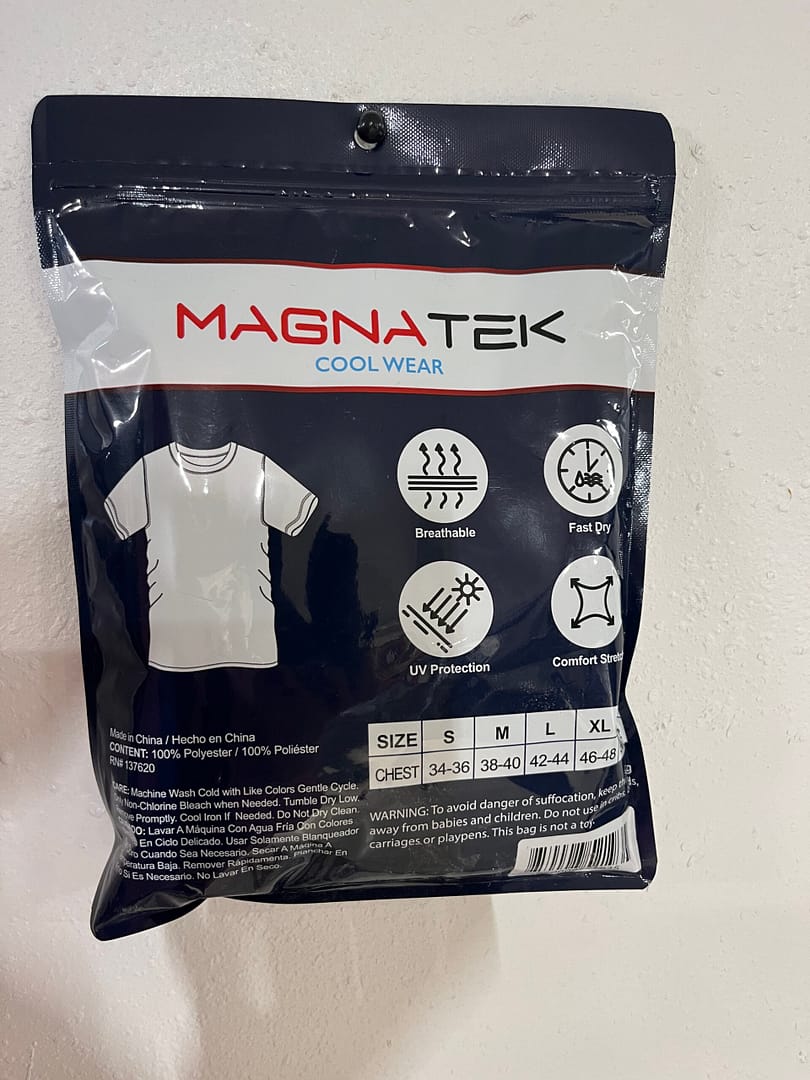 MAGNATEK
COOL WEAR
Breathable
Fast Dry
UV Protection
Comfort
Made in China / Hecho en China
CONTENT: 100% Polyester / 100% Poliéster
RN# 137620
CARE: Machine Wash Cold with Like Colors Gentle Cycle.
Non-Chlorine Bleach when Needed. Tumble Dry Low.
Promptly. Cool Iron If Needed. Do Not Dry Clean.
Lavar A Máquina Con Agua Fría Con Colores
En Ciclo Delicado. Usar Solamente Blanqueador
Cuando Sea Necesario. Secar A Máqina A
Baja. Remover Rápidamente. Planchar En
Si Es Necesario. No Lavar En Seco.
SIZE S M L XL
CHEST 34-36 38-40 42-44 46-48
WARNING: To avoid danger of suffocation, keep
away from babies and children. Do not use in
carriages or playpens. This bag is not a toy.